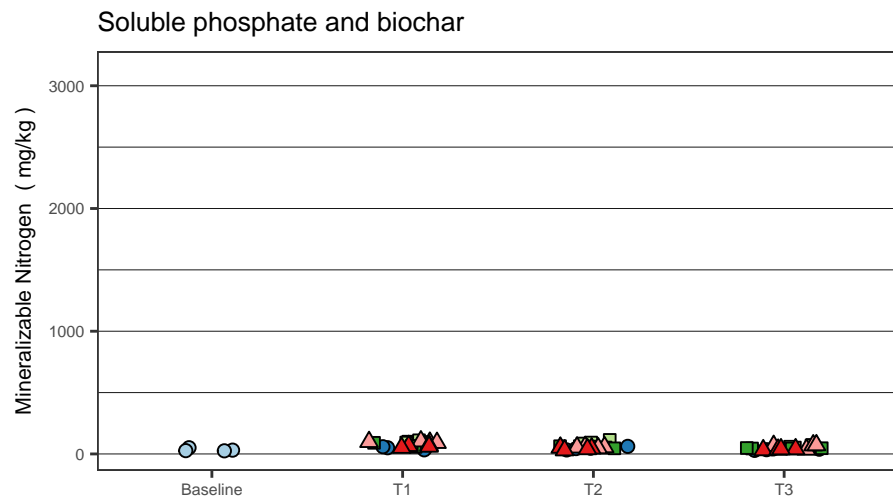 Soluble phosphate and biochar
Mineralizable Nitrogen ( mg/kg )
3000
2000
1000
0
Baseline T1 T2 T3